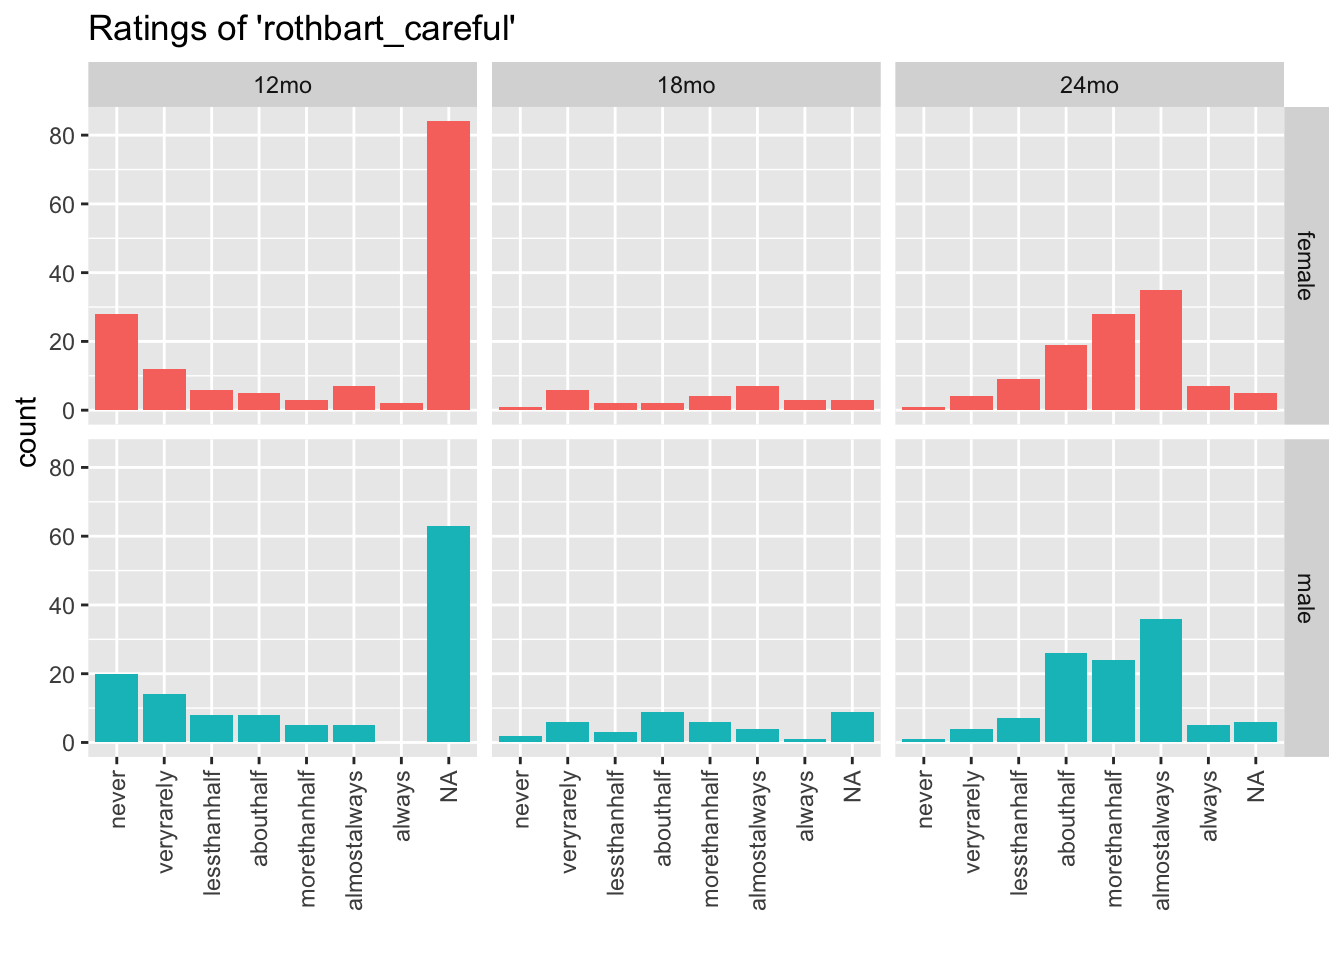 Ratings of 'rothbart_careful'
12mo 18mo 24mo
80
60
40
20
0
female
count
80
60
40
20
0
male
never veryrarely lessthanhalf abouthalf morethanhalf almostalways always NA never veryrarely lessthanhalf abouthalf morethanhalf almostalways always NA never veryrarely lessthanhalf abouthalf morethanhalf almostalways always NA